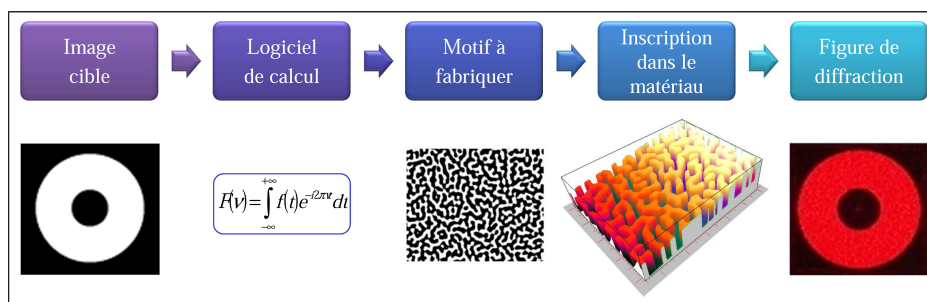 Image
cible
Logiciel
de calcul
Motif à
fabriquer
Inscription
dans le
matériau
Figure de
diffraction
F(ν)=∫f(t)e^{-i2πνt}dt
+∞
−∞